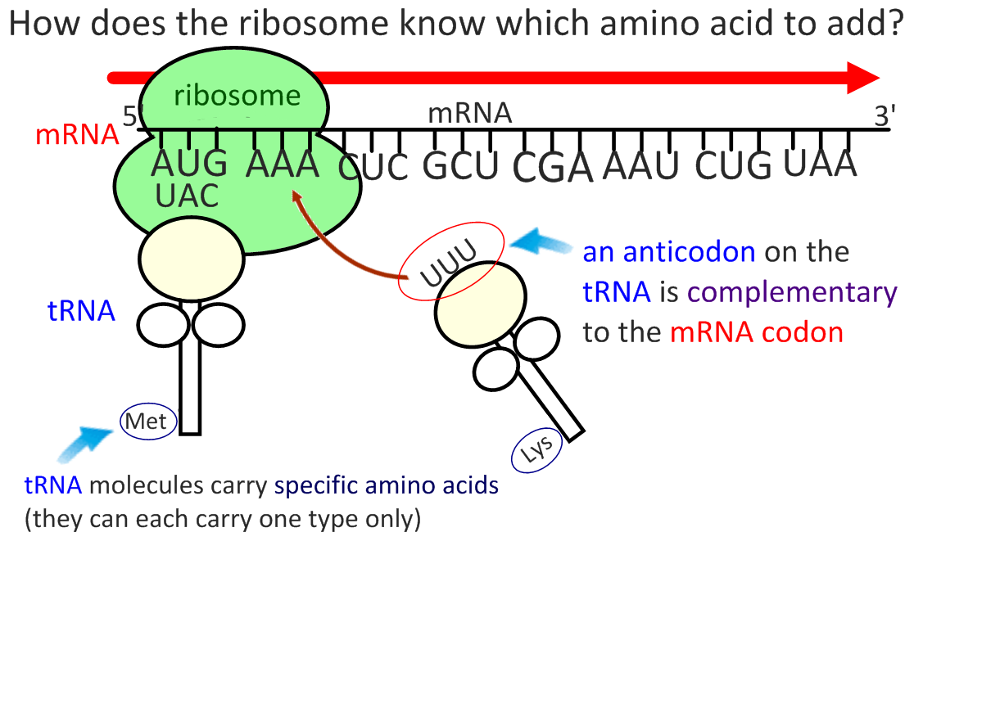 How does the ribosome know which amino acid to add?
ribosome
5'
mRNA
3'
mRNA
AUG AAA CUC GCU CGA AAU CUG UAA
UAC
UUU
an anticodon on the
tRNA is complementary
to the mRNA codon
tRNA
Met
Lys
tRNA molecules carry specific amino acids
(they can each carry one type only)